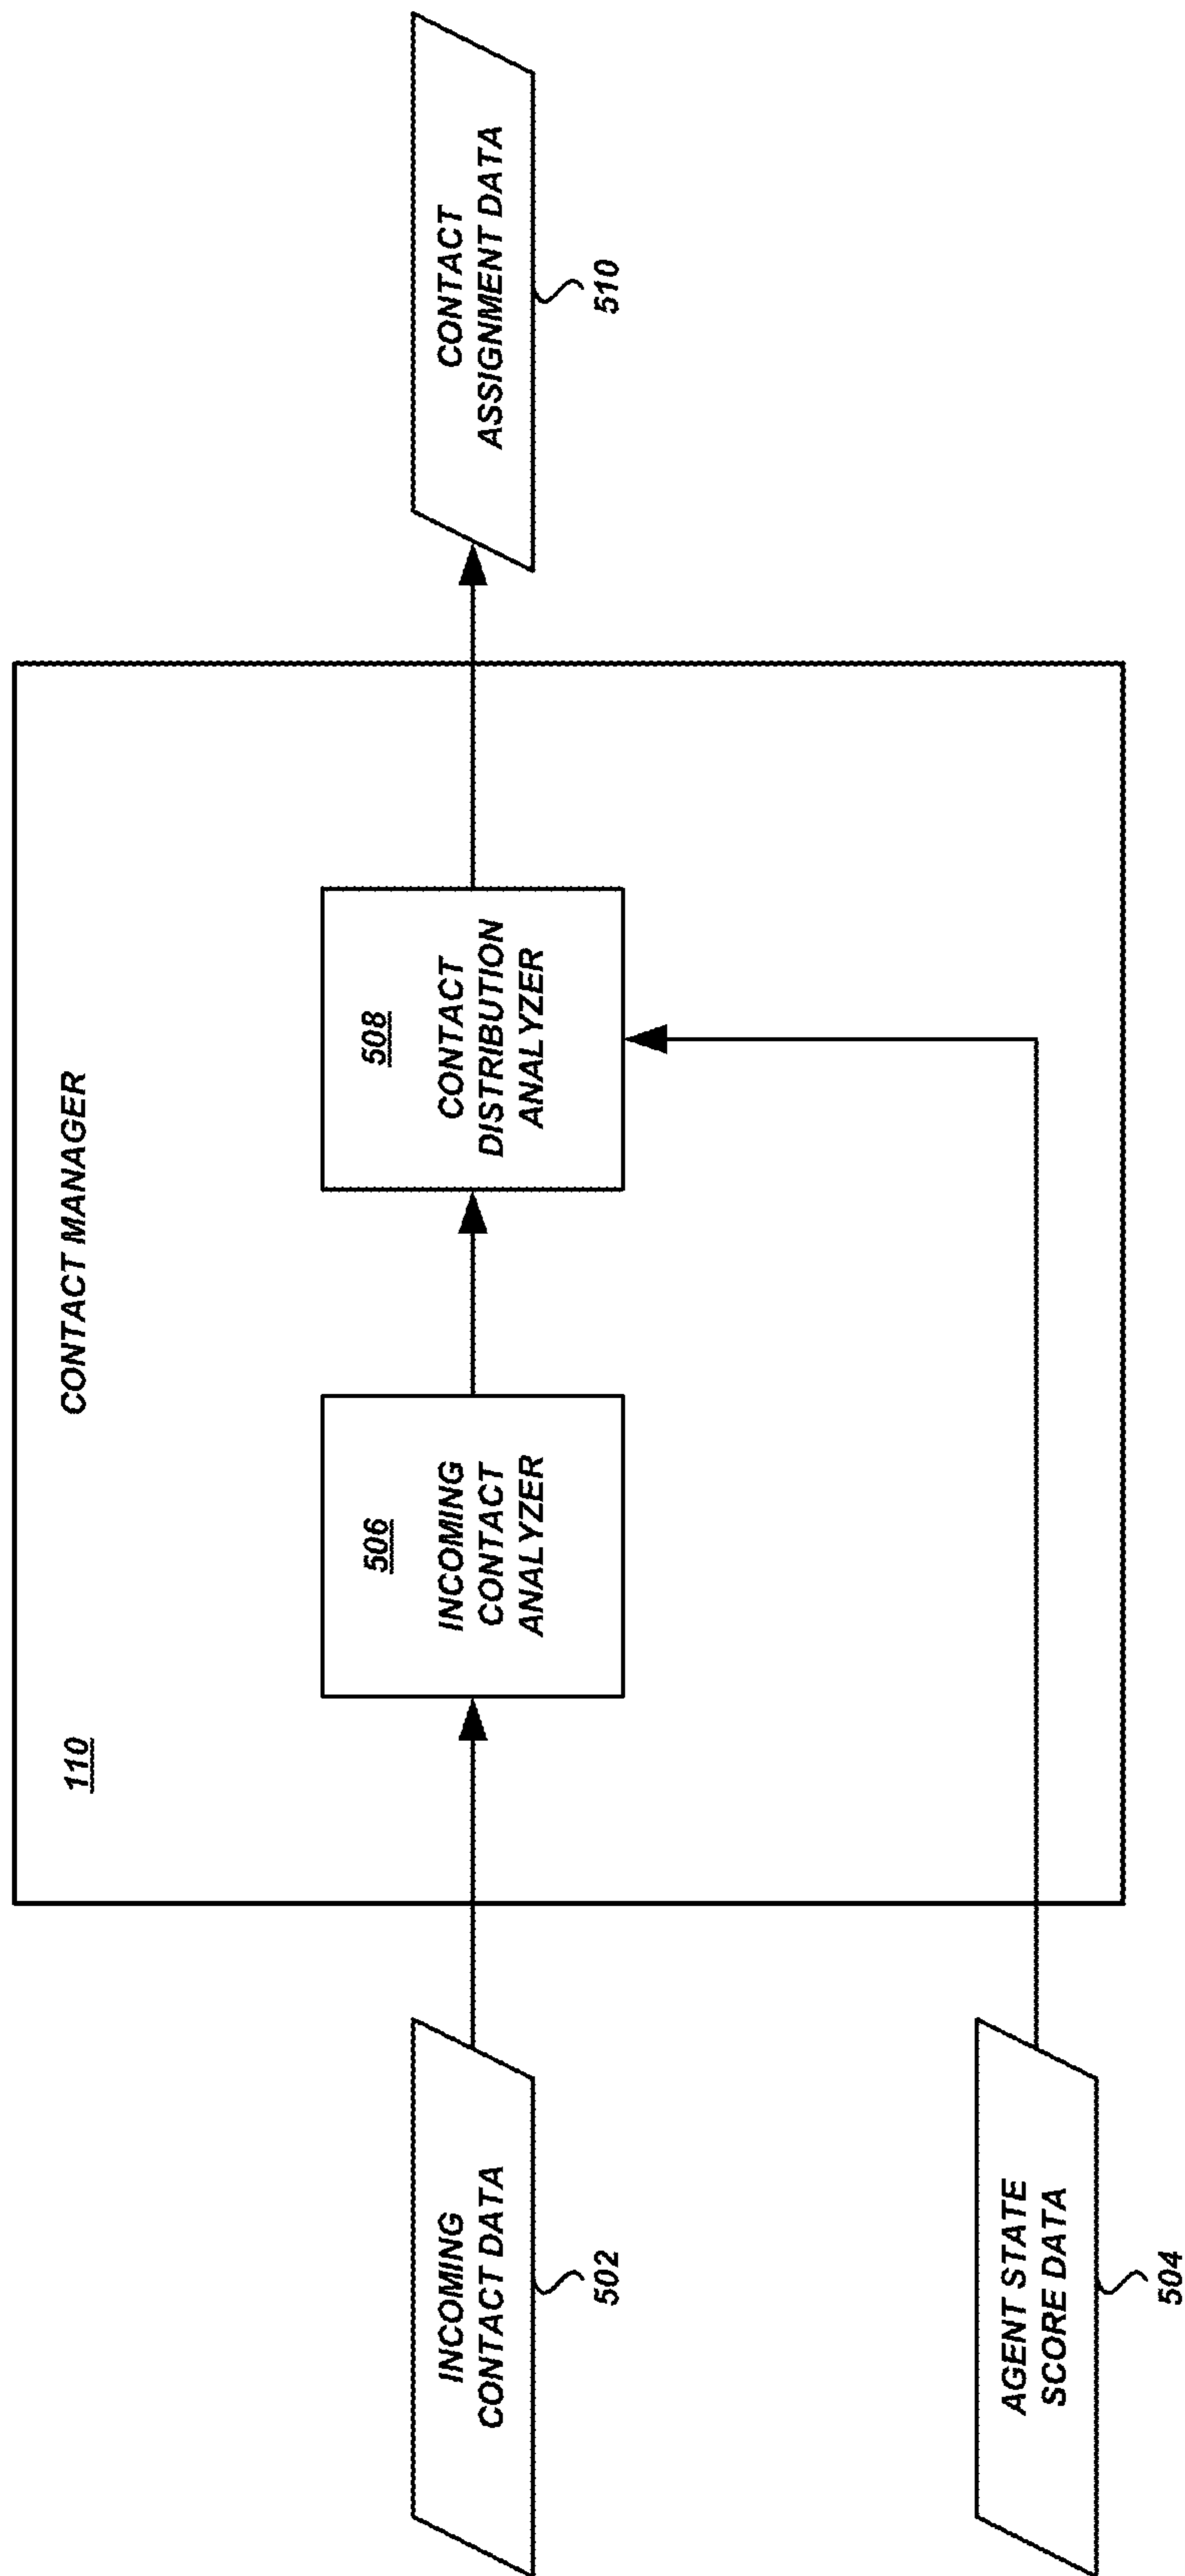 110
CONTACT MANAGER
INCOMING
CONTACT DATA
502
506
INCOMING
CONTACT
ANALYZER
508
CONTACT
DISTRIBUTION
ANALYZER
CONTACT
ASSIGNMENT DATA
510
AGENT STATE
SCORE DATA
504